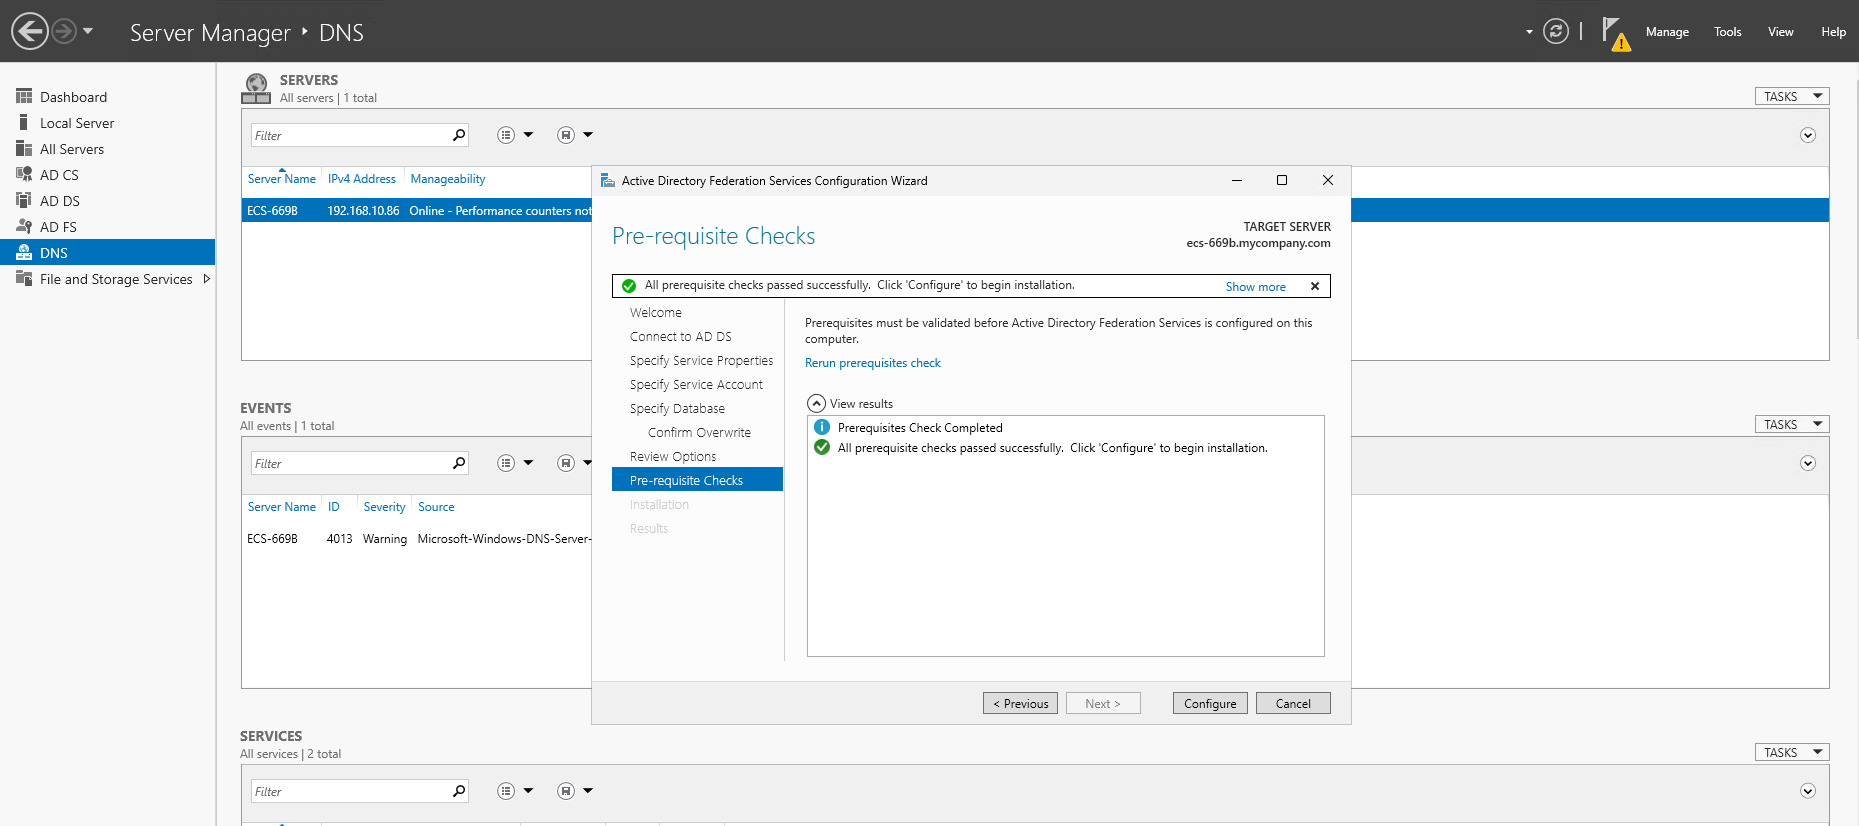 Server Manager ‣ DNS
Manage
Tools
View
Help
Dashboard
Local Server
All Servers
AD CS
AD DS
AD FS
DNS
File and Storage Services
SERVERS
All servers | 1 total
TASKS
Filter
Server Name IPv4 Address Manageability
ECS-669B 192.168.10.86 Online - Performance counters not
EVENTS
All events | 1 total
TASKS
Filter
Server Name ID Severity Source
ECS-669B 4013 Warning Microsoft-Windows-DNS-Server-
SERVICES
All services | 2 total
TASKS
Filter
Active Directory Federation Services Configuration Wizard
Pre-requisite Checks
TARGET SERVER
ecs-669b.mycompany.com
All prerequisite checks passed successfully. Click 'Configure' to begin installation.
Show more
Welcome
Connect to AD DS
Specify Service Properties
Specify Service Account
Specify Database
Confirm Overwrite
Review Options
Pre-requisite Checks
Installation
Results
Prerequisites must be validated before Active Directory Federation Services is configured on this
computer.
Rerun prerequisites check
View results
Prerequisites Check Completed
All prerequisite checks passed successfully. Click 'Configure' to begin installation.
< Previous
Next >
Configure
Cancel